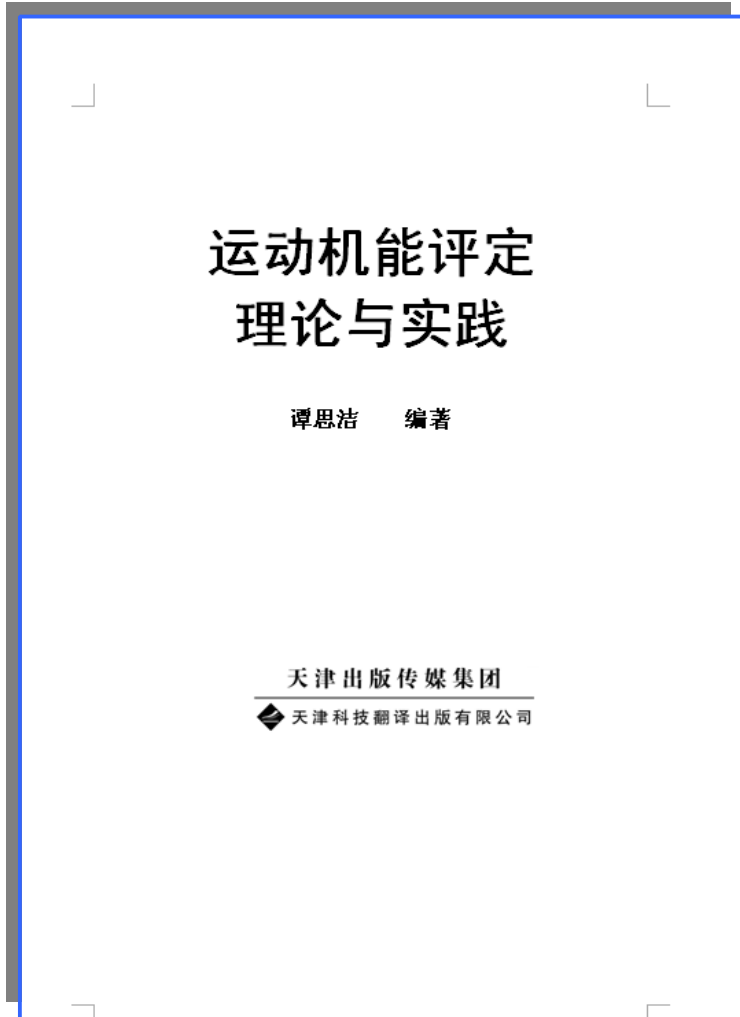 运动机能评定
理论与实践
谭思洁 编著
天津出版传媒集团
天津科技翻译出版有限公司